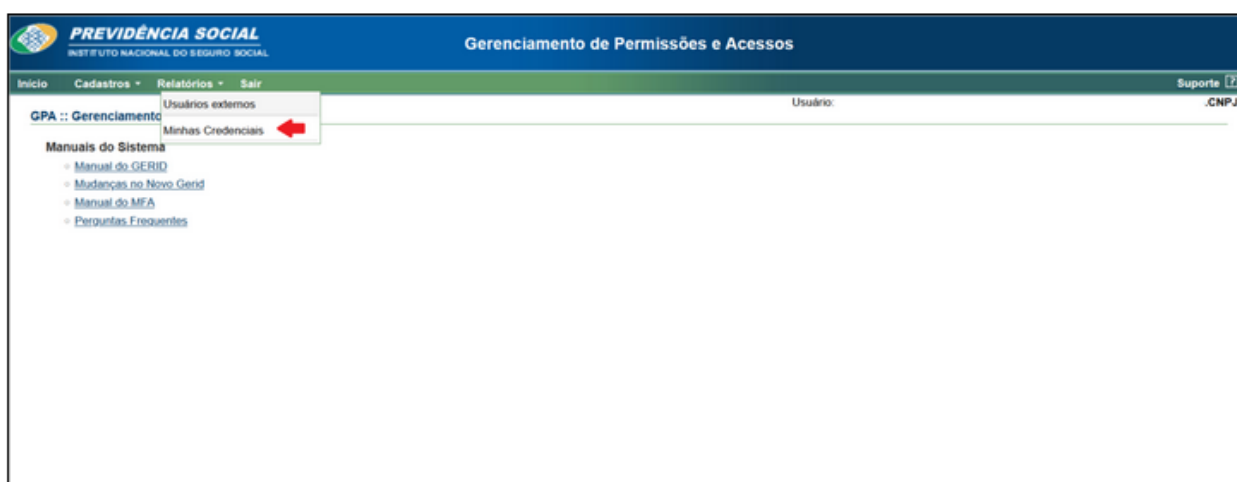 PREVIDÊNCIA SOCIAL
INSTITUTO NACIONAL DO SEGURO SOCIAL
Gerenciamento de Permissões e Acessos
Início Cadastros Relatórios Sair Suporte
Usuários externos
Usuário: .CNPJ
GPA :: Gerenciamento
Minhas Credenciais
Manuais do Sistema
Manual do GERID
Mudanças no Novo Gerid
Manual do MFA
Perguntas Frequentes